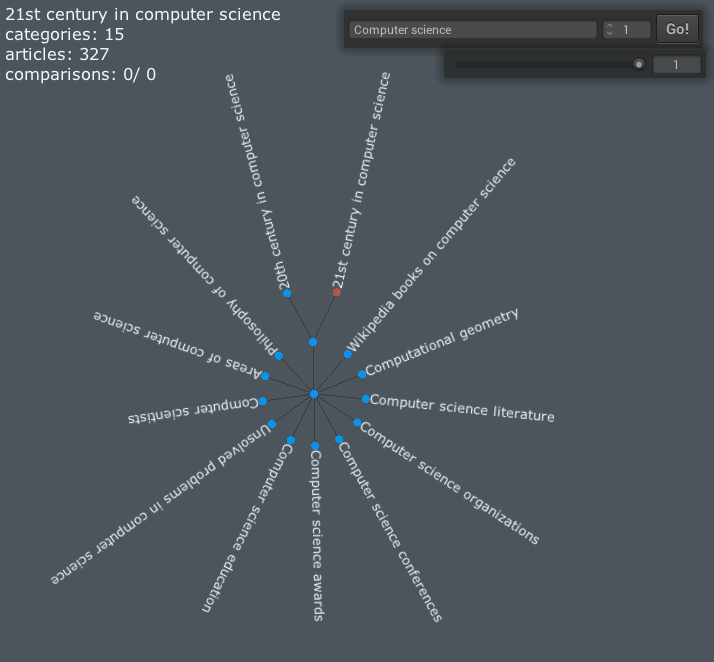 21st century in computer science
categories: 15
articles: 327
comparisons: 0/ 0
Computer science
1
Go!
1
20th century in computer science
21st century in computer science
Wikipedia books on computer science
Computational geometry
Computer science literature
Computer science organizations
Computer science conferences
Computer science awards
Computer science education
Unsolved problems in computer science
Computer scientists
Areas of computer science
Philosophy of computer science